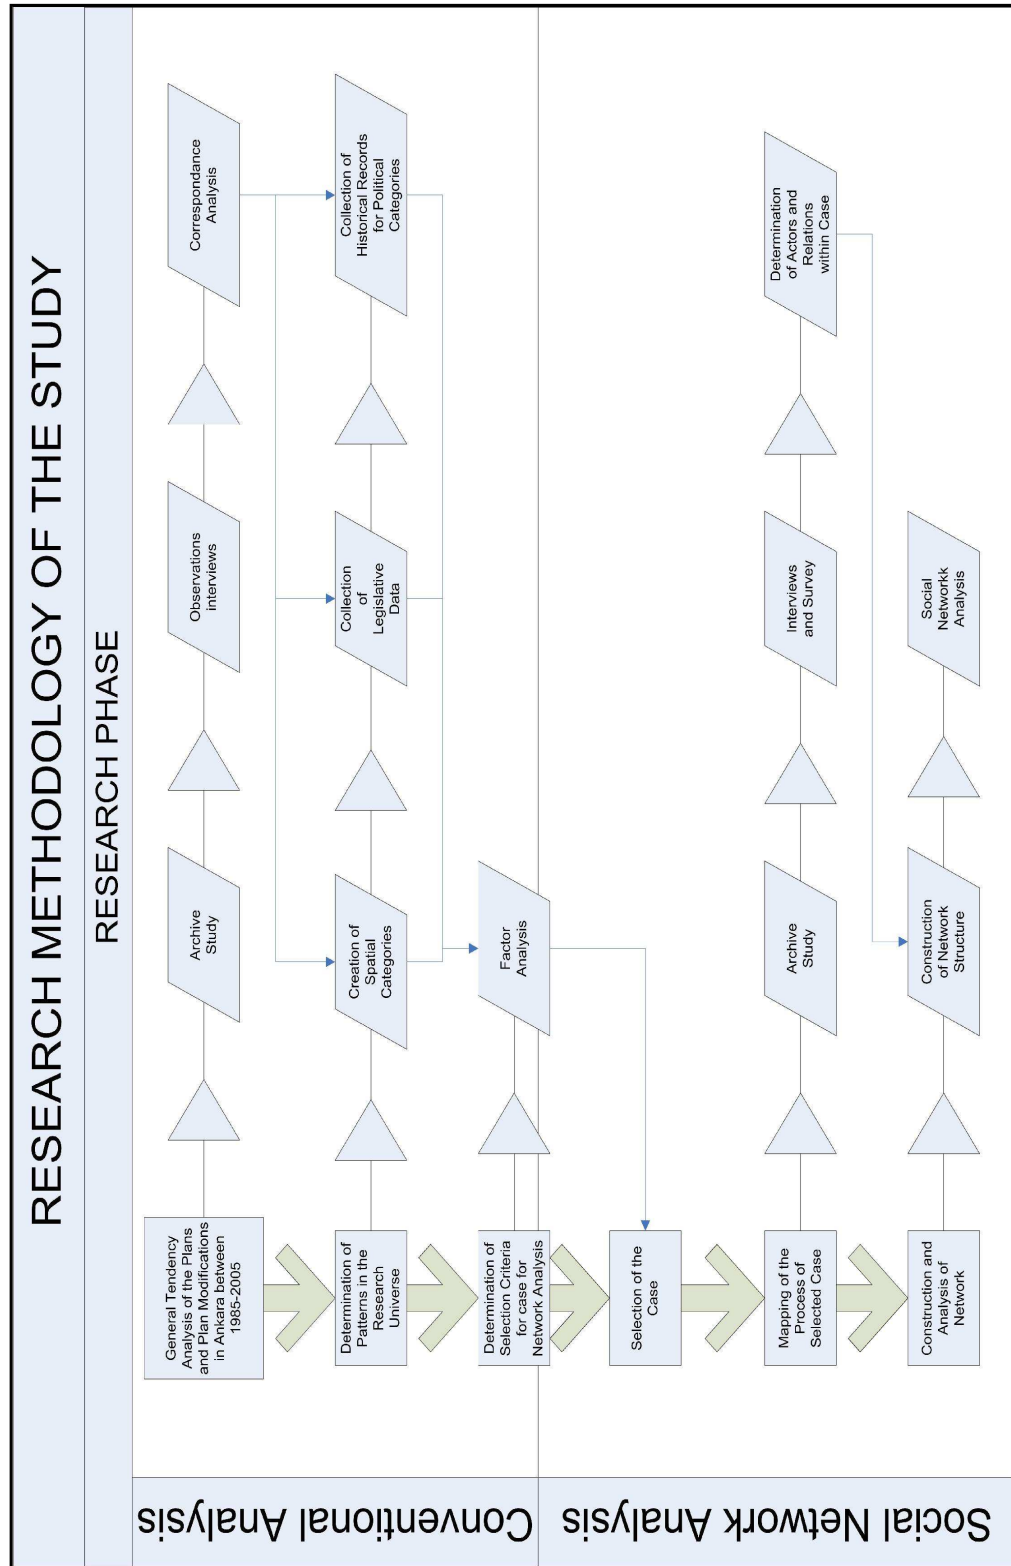 RESEARCH METHODOLOGY OF THE STUDY
RESEARCH PHASE
Conventional Analysis
General Tendency
Analysis of the Plans
and Plan Modifications
in Ankara between
1985-2005
Archive
Study
Observations
interviews
Correspondance
Analysis
Determination of
Patterns in the
Research
Universe
Creation of
Spatial
Categories
Collection
of
Legislative
Data
Collection of
Historical Records
for Political
Categories
Determination of
Selection Criteria
for case for
Network Analysis
Factor
Analysis
Social Network Analysis
Selection of the
Case
Mapping of the
Process of
Selected Case
Archive
Study
Interviews
and Survey
Determination
of Actors and
Relations
within Case
Construction and
Analysis of
Network
Construction
of Network
Structure
Social
Networkk
Analysis